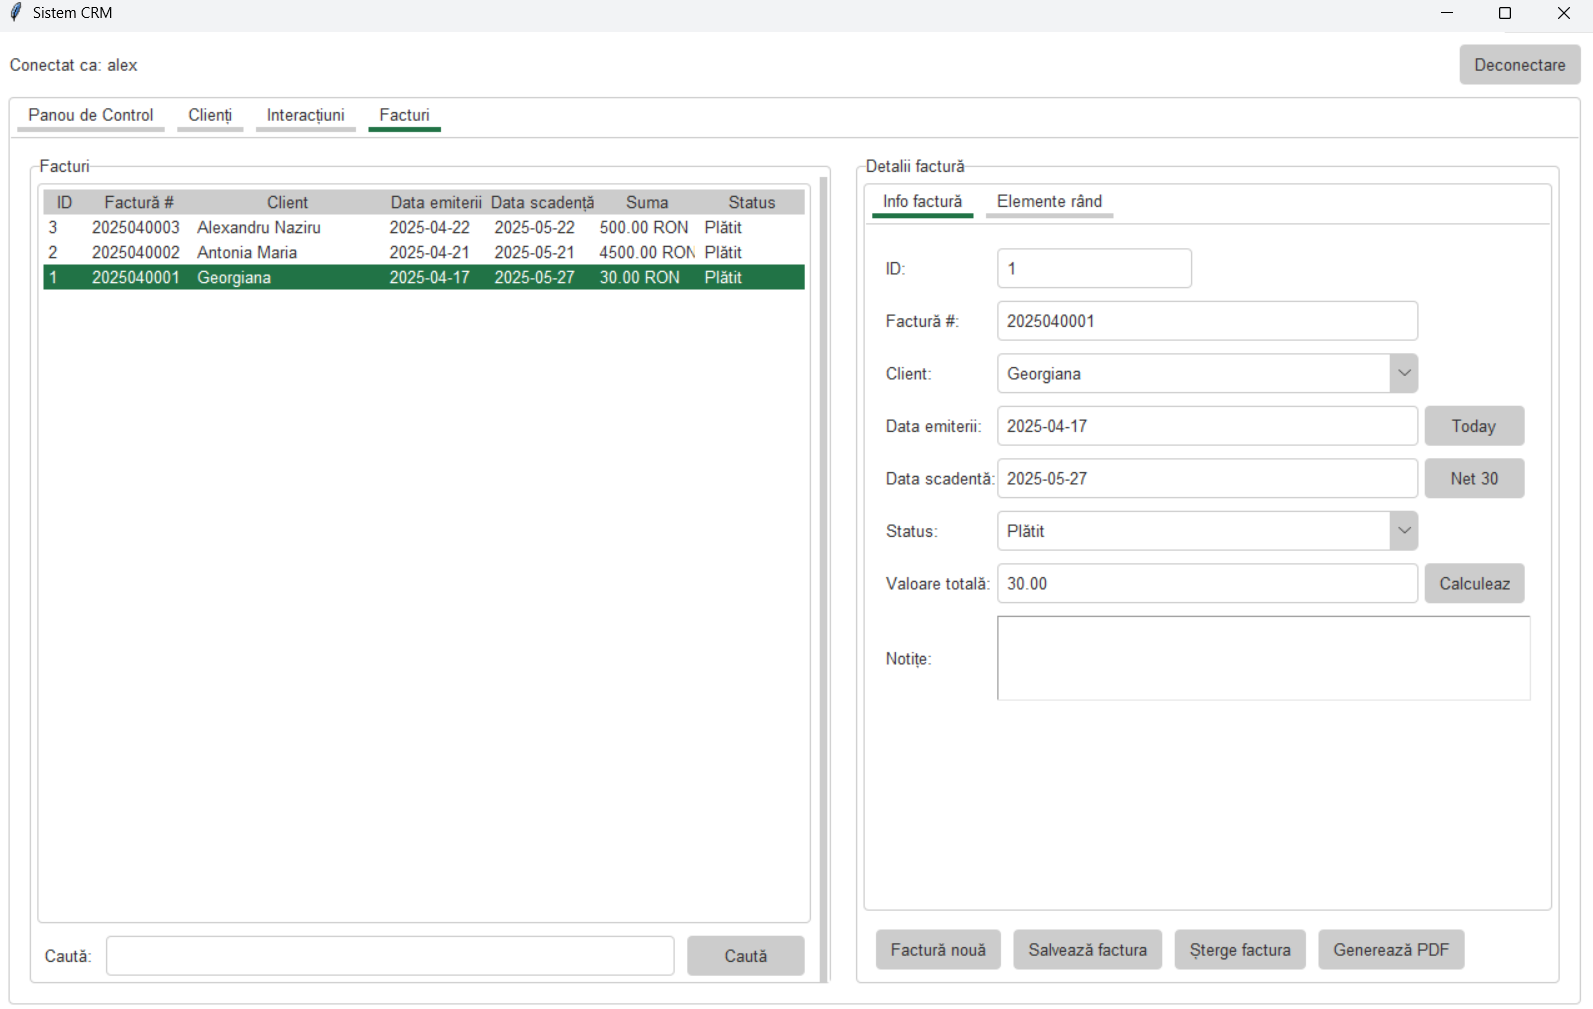 Sistem CRM
Conectat ca: alex
Deconectare
Panou de Control Clienți Interacțiuni Facturi
Facturi
ID Factură # Client Data emiterii Data scadență Suma Status
3 2025040003 Alexandru Naziru 2025-04-22 2025-05-22 500.00 RON Plătit
2 2025040002 Antonia Maria 2025-04-21 2025-05-21 4500.00 RON Plătit
1 2025040001 Georgiana 2025-04-17 2025-05-27 30.00 RON Plătit
Caută: Caută
Detalii factură
Info factură Elemente rând
ID: 1
Factură #: 2025040001
Client: Georgiana
Data emiterii: 2025-04-17 Today
Data scadentă: 2025-05-27 Net 30
Status: Plătit
Valoare totală: 30.00 Calculeaz
Notițe:
Factură nouă Salvează factura Șterge factura Generează PDF